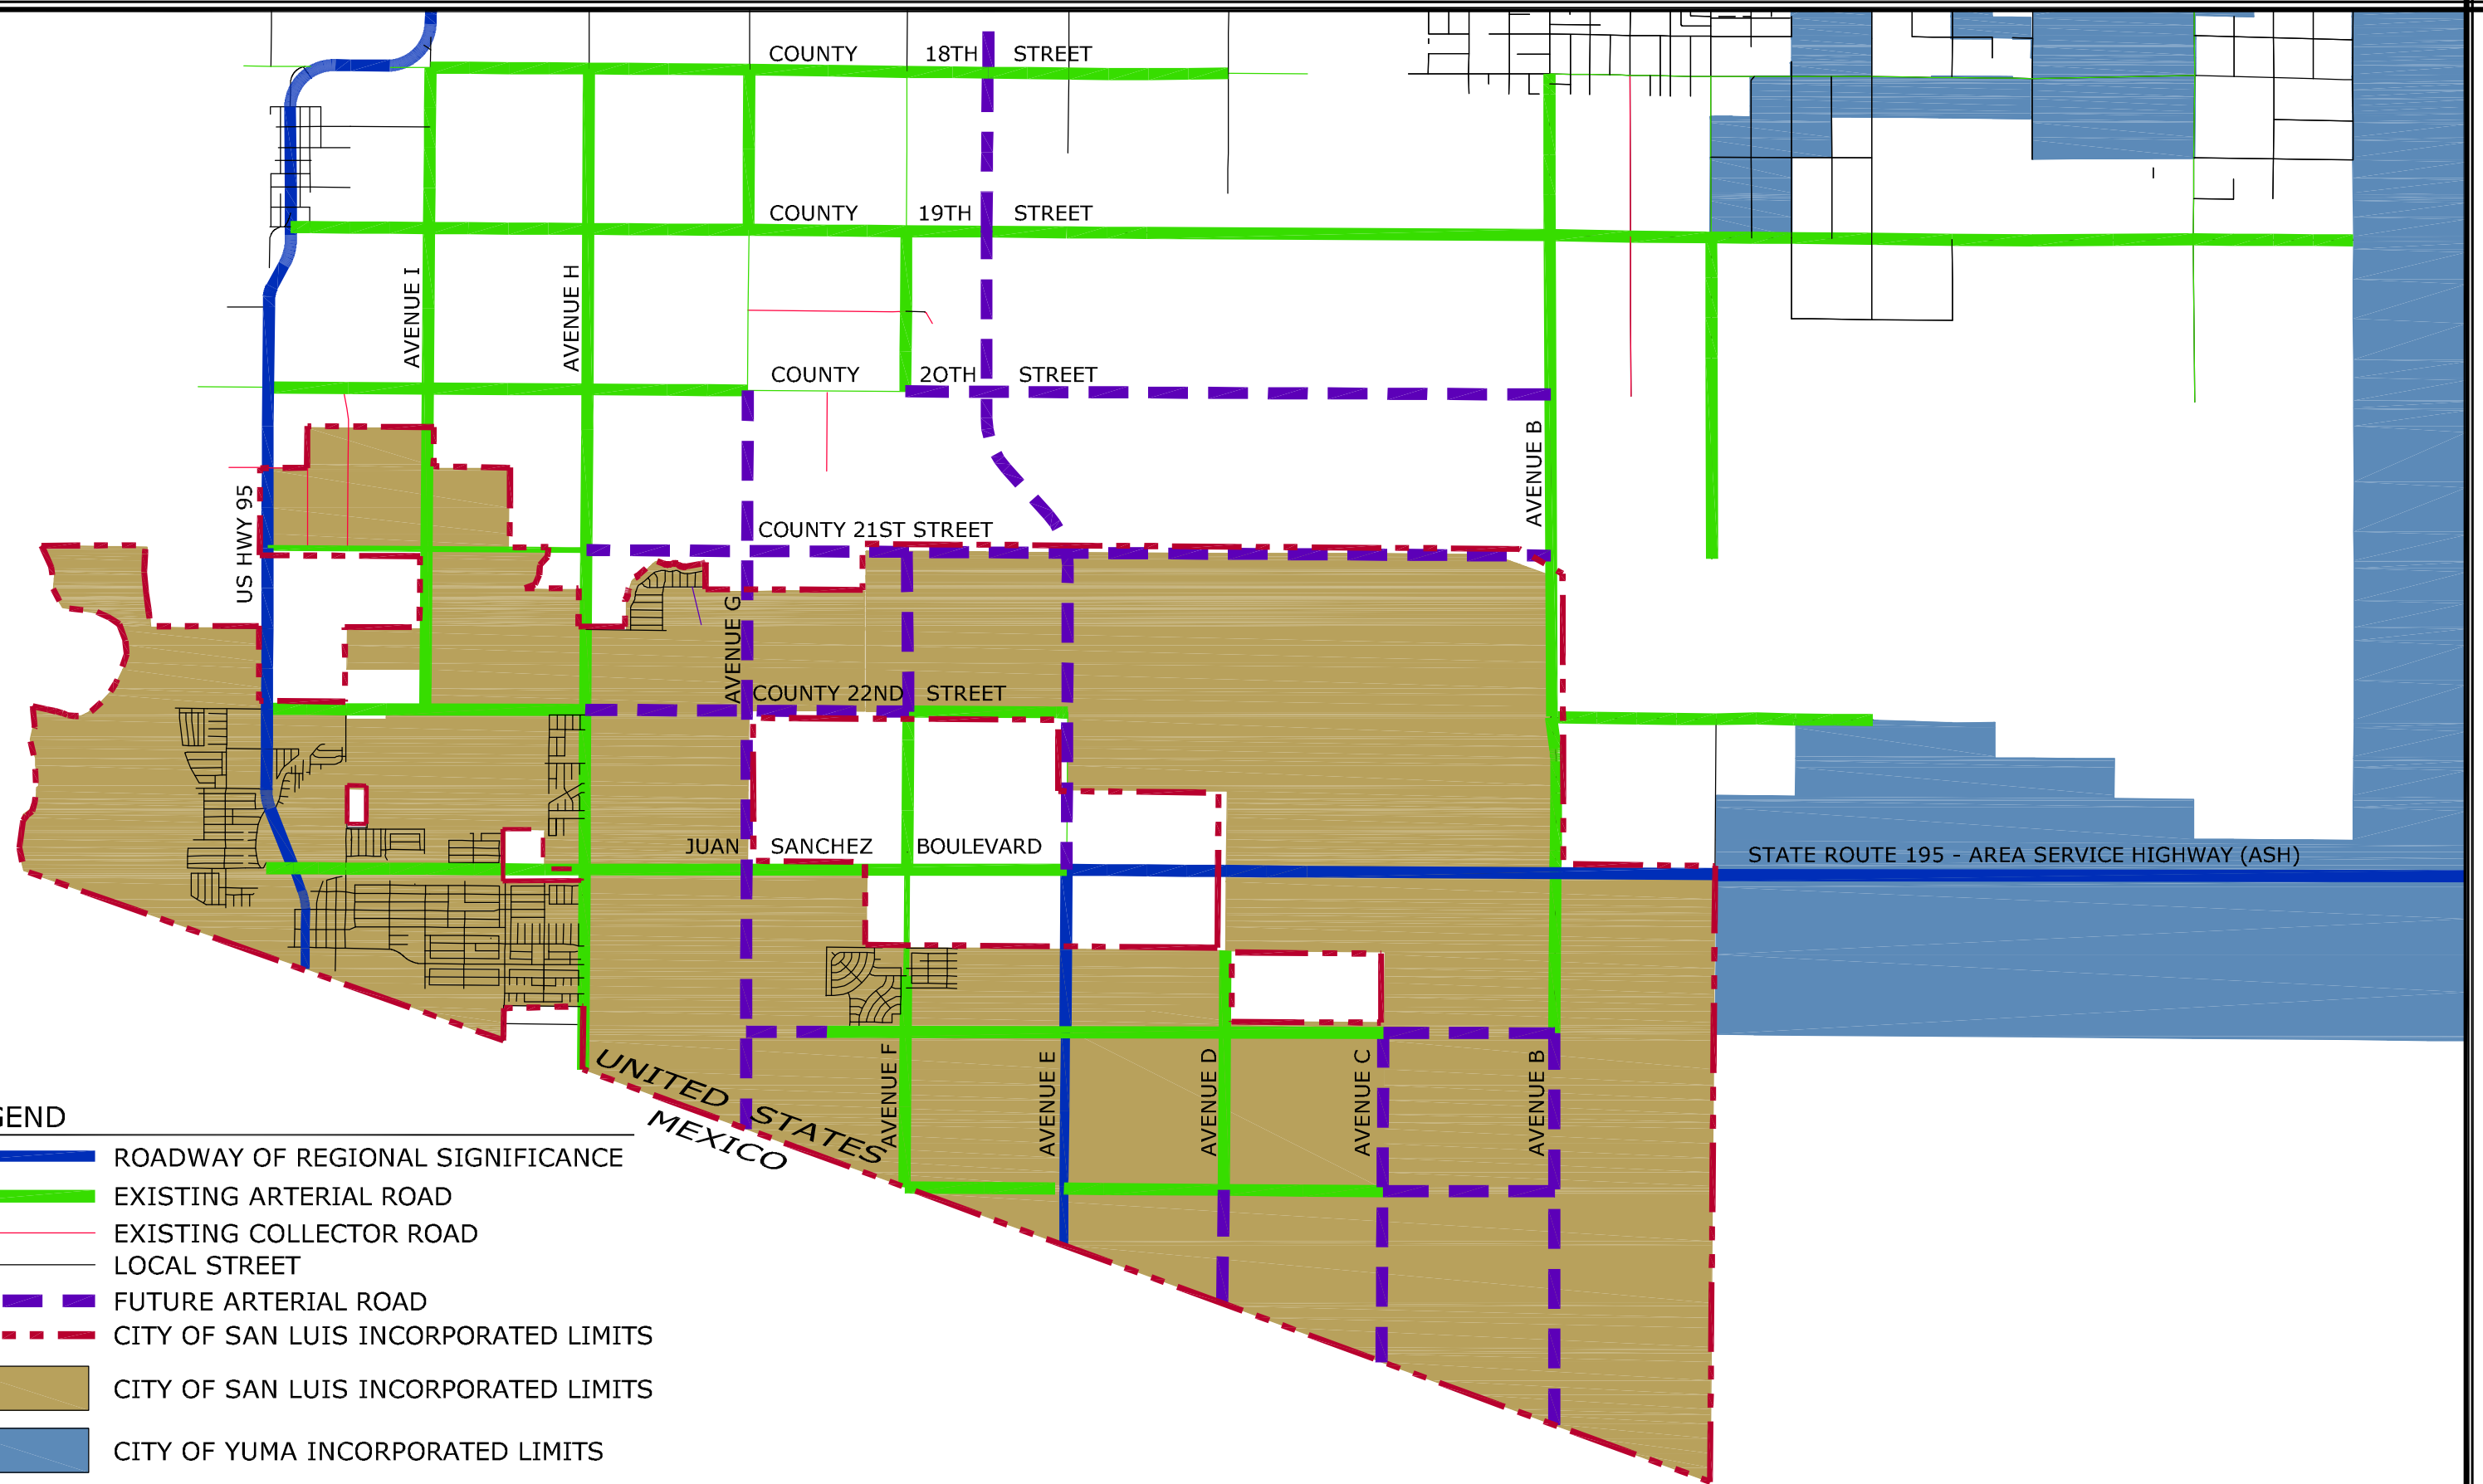 COUNTY 18TH STREET
COUNTY 19TH STREET
AVENUE I
AVENUE H
COUNTY 2OTH STREET
AVENUE B
US HWY 95
COUNTY 21ST STREET
AVENUE G
COUNTY 22ND STREET
JUAN SANCHEZ BOULEVARD
STATE ROUTE 195 - AREA SERVICE HIGHWAY (ASH)
UNITED STATES
MEXICO
AVENUE F
AVENUE E
AVENUE D
AVENUE C
AVENUE B
GEND
ROADWAY OF REGIONAL SIGNIFICANCE
EXISTING ARTERIAL ROAD
EXISTING COLLECTOR ROAD
LOCAL STREET
FUTURE ARTERIAL ROAD
CITY OF SAN LUIS INCORPORATED LIMITS
CITY OF SAN LUIS INCORPORATED LIMITS
CITY OF YUMA INCORPORATED LIMITS